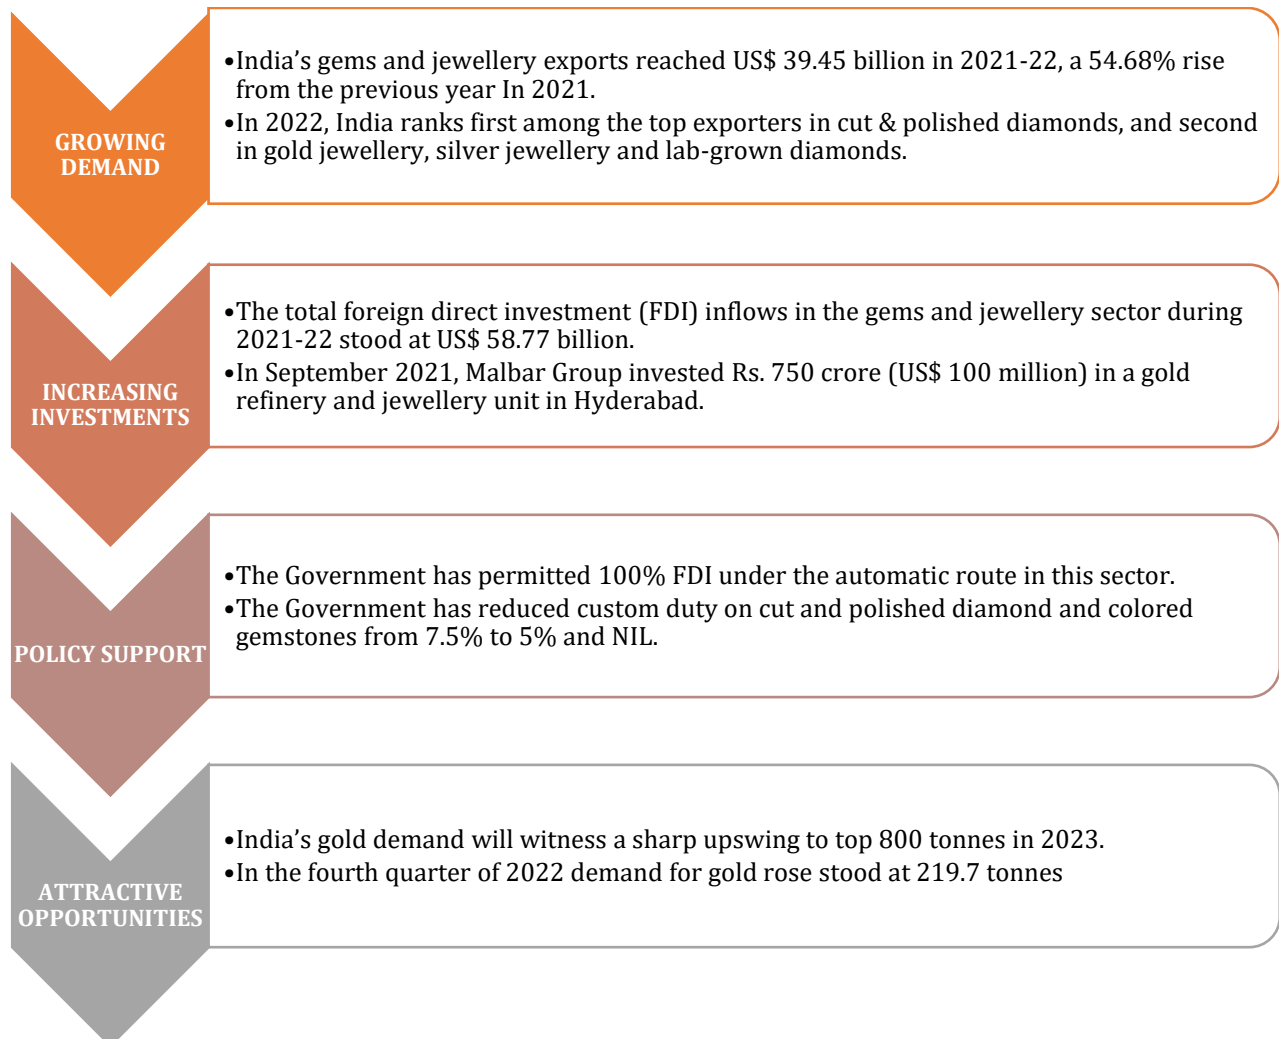 GROWING
DEMAND
•India’s gems and jewellery exports reached US$ 39.45 billion in 2021-22, a 54.68% rise
from the previous year In 2021.
•In 2022, India ranks first among the top exporters in cut & polished diamonds, and second
in gold jewellery, silver jewellery and lab-grown diamonds.
INCREASING
INVESTMENTS
•The total foreign direct investment (FDI) inflows in the gems and jewellery sector during
2021-22 stood at US$ 58.77 billion.
•In September 2021, Malbar Group invested Rs. 750 crore (US$ 100 million) in a gold
refinery and jewellery unit in Hyderabad.
POLICY SUPPORT
•The Government has permitted 100% FDI under the automatic route in this sector.
•The Government has reduced custom duty on cut and polished diamond and colored
gemstones from 7.5% to 5% and NIL.
ATTRACTIVE
OPPORTUNITIES
•India’s gold demand will witness a sharp upswing to top 800 tonnes in 2023.
•In the fourth quarter of 2022 demand for gold rose stood at 219.7 tonnes